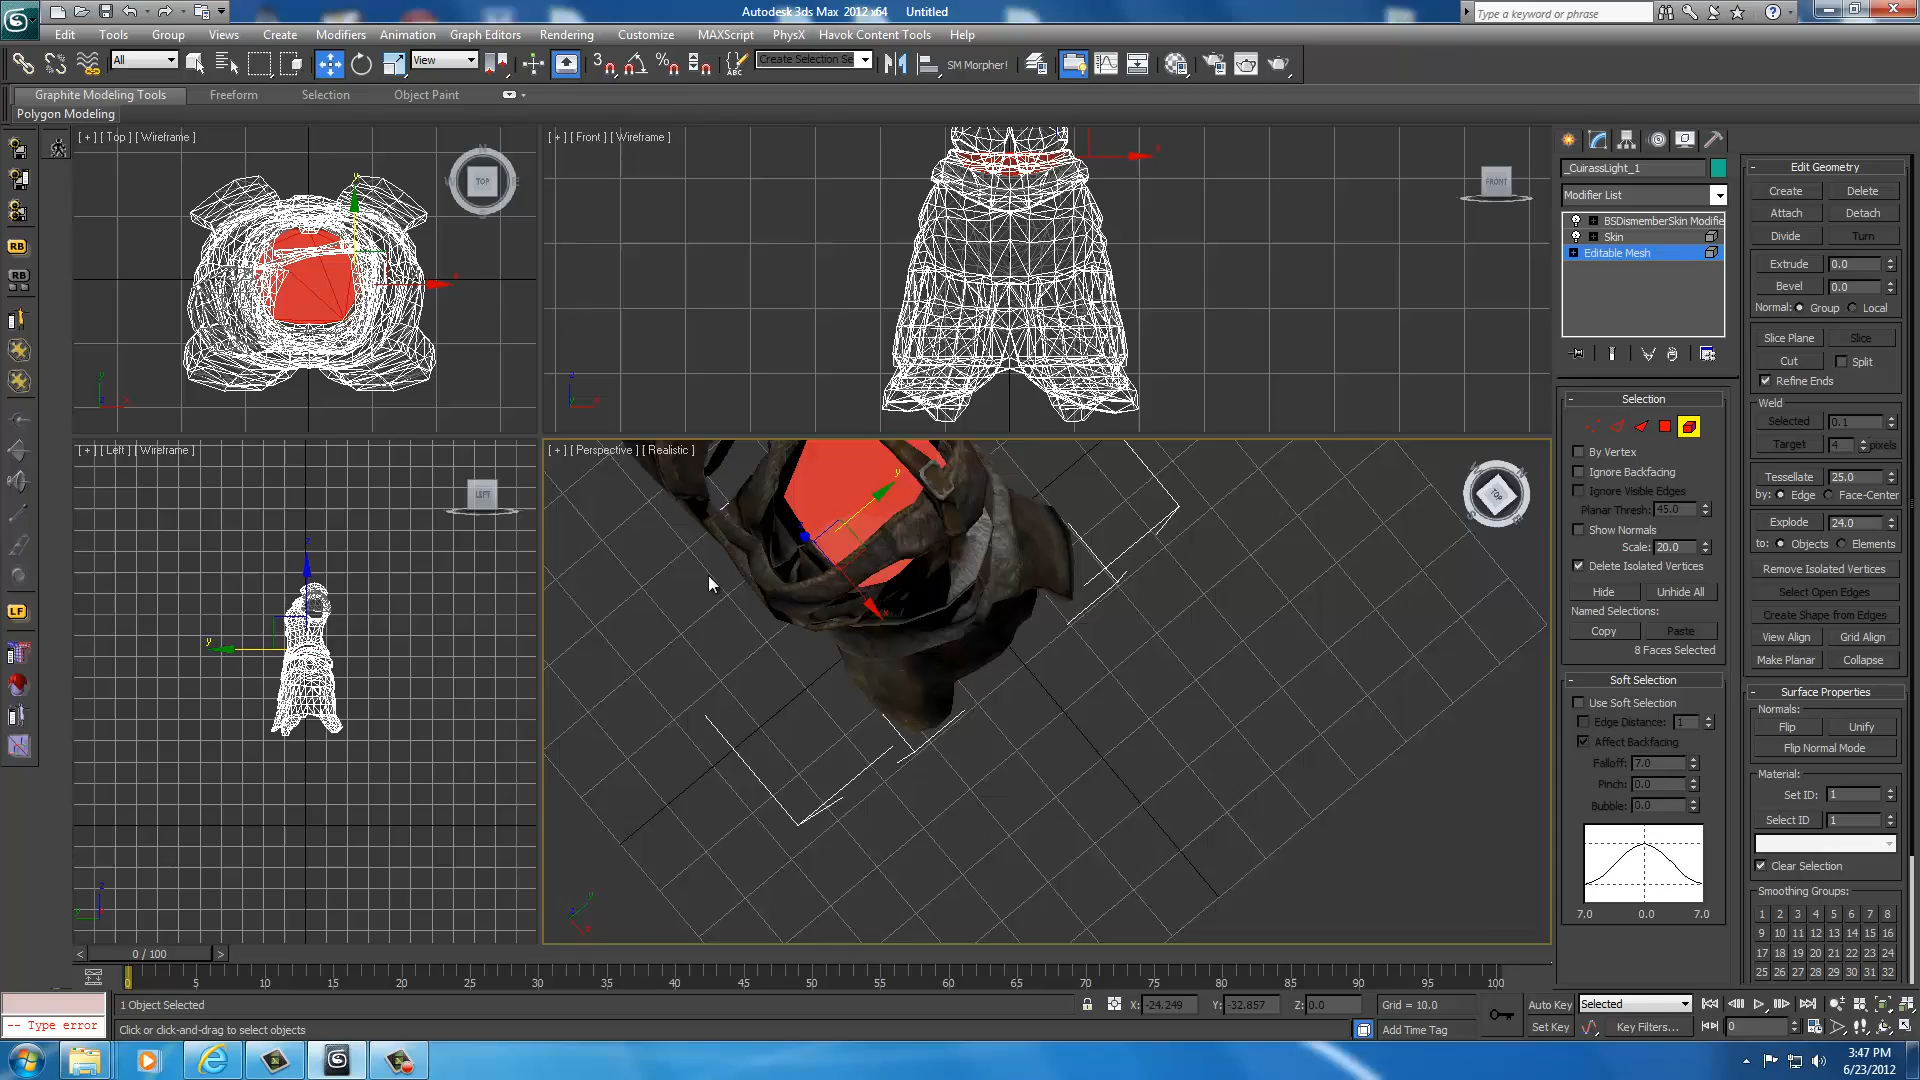 Autodesk 3ds Max 2012 x64 Untitled
Type a keyword or phrase
Edit Tools Group Views Create Modifiers Animation Graph Editors Rendering Customize MAXScript PhysX Havok Content Tools Help
All View Create Selection Se SM Morpher!
Graphite Modeling Tools Freeform Selection Object Paint
Polygon Modeling
[ + ] [ Top ] [ Wireframe ]
TOP
[ + ] [ Front ] [ Wireframe ]
FRONT
[ + ] [ Left ] [ Wireframe ]
LEFT
[ + ] [ Perspective ] [ Realistic ]
TOP
RB
RB
LF
_CuirassLight_1
Modifier List
BSDismemberSkin Modifie
Skin
Editable Mesh
Selection
By Vertex
Ignore Backfacing
Ignore Visible Edges
Planar Thresh: 45.0
Show Normals
Scale: 20.0
Delete Isolated Vertices
Hide Unhide All
Named Selections:
Copy Paste
8 Faces Selected
Soft Selection
Use Soft Selection
Edge Distance: 1
Affect Backfacing
Falloff: 7.0
Pinch: 0.0
Bubble: 0.0
7.0 0.0 7.0
Edit Geometry
Create Delete
Attach Detach
Divide Turn
Extrude 0.0
Bevel 0.0
Normal: Group Local
Slice Plane Slice
Cut Split
Refine Ends
Weld
Selected 0.1
Target 4 pixels
Tessellate 25.0
by: Edge Face-Center
Explode 24.0
to: Objects Elements
Remove Isolated Vertices
Select Open Edges
Create Shape from Edges
View Align Grid Align
Make Planar Collapse
Surface Properties
Normals:
Flip Unify
Flip Normal Mode
Material:
Set ID: 1
Select ID 1
Clear Selection
Smoothing Groups:
1 2 3 4 5 6 7 8
9 10 11 12 13 14 15 16
17 18 19 20 21 22 23 24
25 26 27 28 29 30 31 32
< 0 / 100 >
0 5 10 15 20 25 30 35 40 45 50 55 60 65 70 75 80 85 90 95 100
1 Object Selected X: -24.249 Y: -32.857 Z: 0.0 Grid = 10.0 Auto Key Selected
-- Type error Click or click-and-drag to select objects Add Time Tag Set Key Key Filters... 0
3:47 PM
6/23/2012